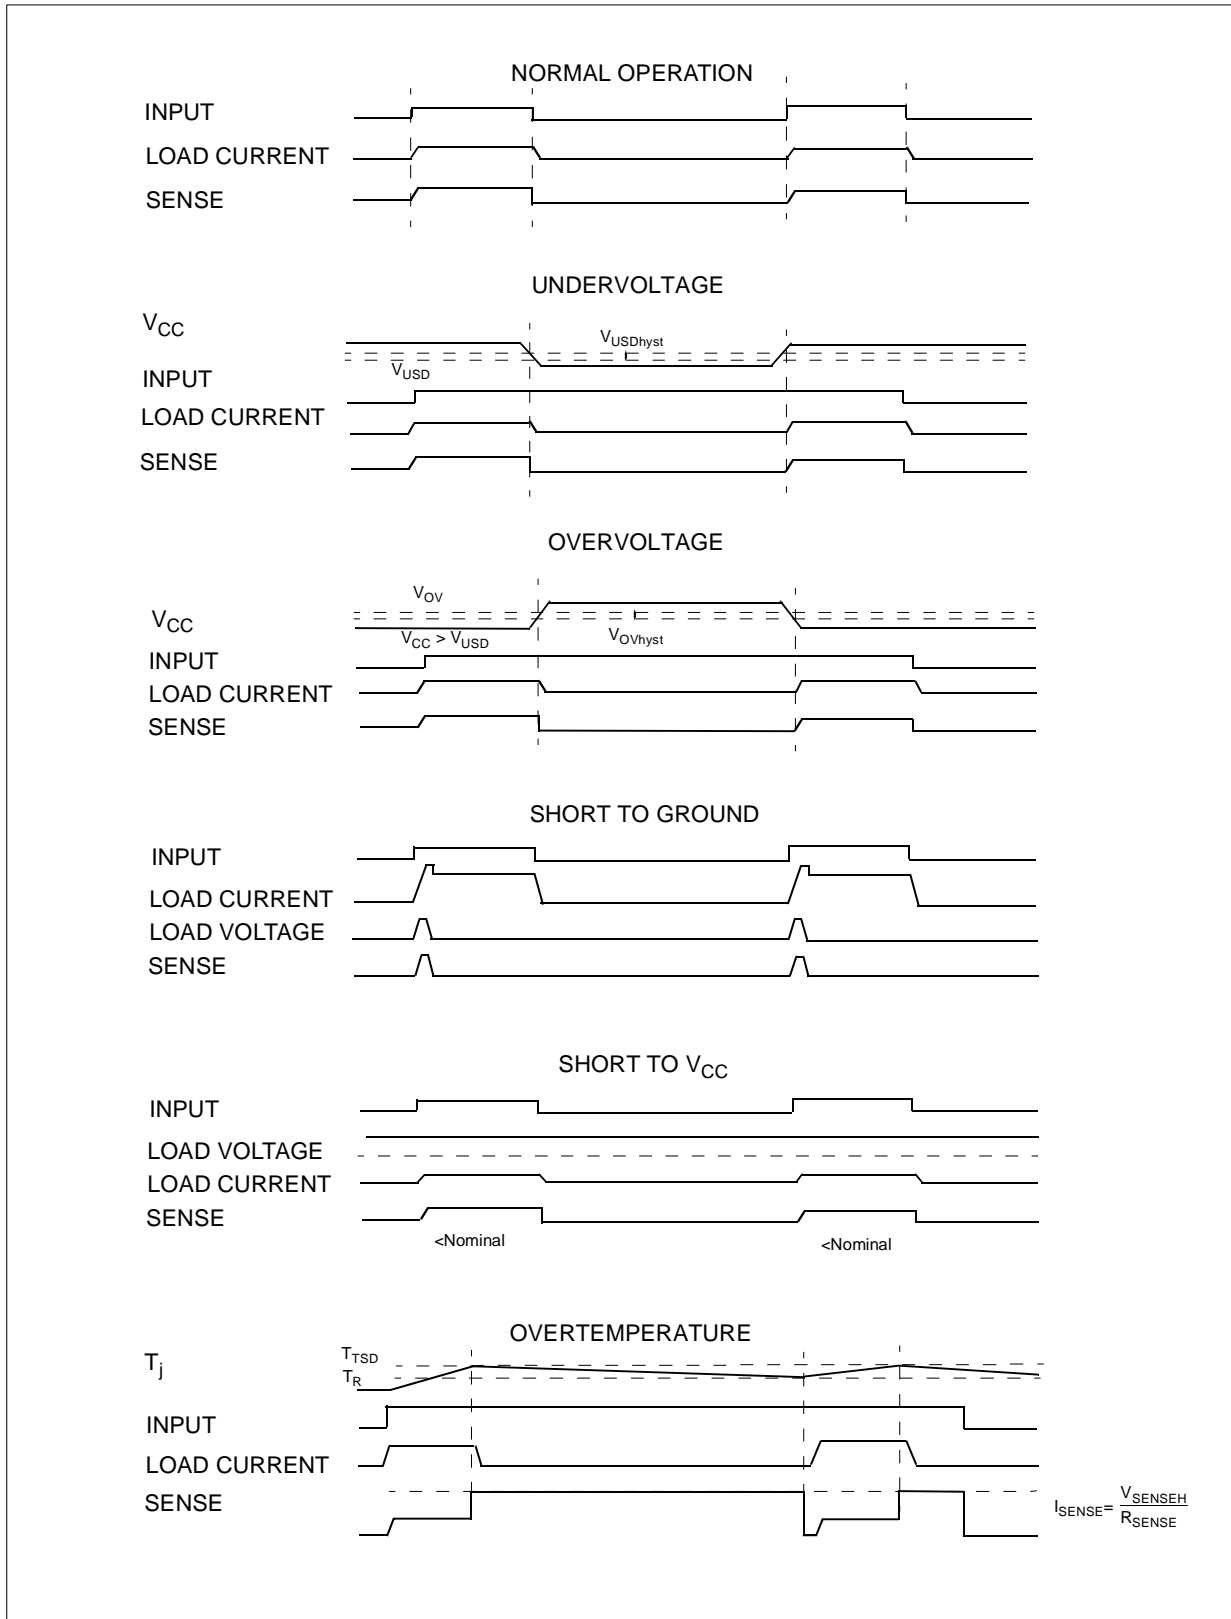 NORMAL OPERATION
INPUT
LOAD CURRENT
SENSE
UNDERVOLTAGE
VCC
VUSDhyst
VUSD
INPUT
LOAD CURRENT
SENSE
OVERVOLTAGE
VOV
VCC
VCC > VUSD
VOVhyst
INPUT
LOAD CURRENT
SENSE
SHORT TO GROUND
INPUT
LOAD CURRENT
LOAD VOLTAGE
SENSE
SHORT TO VCC
INPUT
LOAD VOLTAGE
LOAD CURRENT
SENSE
<Nominal
<Nominal
OVERTEMPERATURE
Tj
TTSD
TR
INPUT
LOAD CURRENT
SENSE
ISENSE= VSENSEH
RSENSE